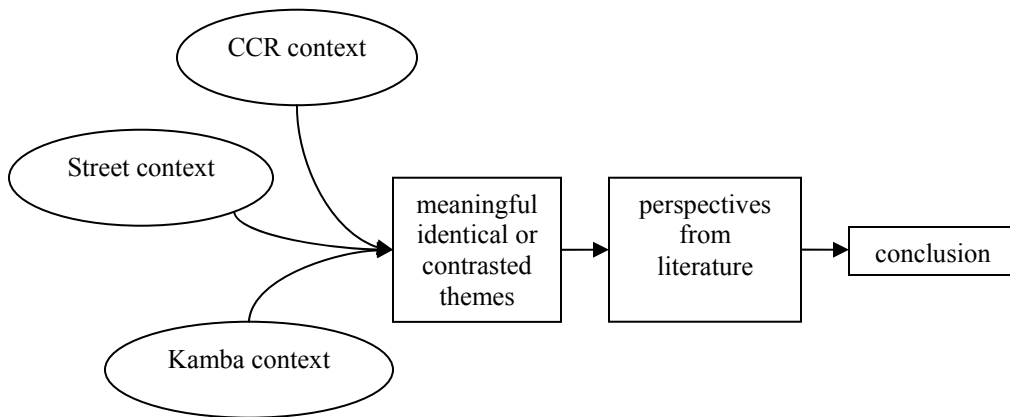 CCR context
Street context
Kamba context
meaningful
identical or
contrasted
themes
perspectives
from
literature
conclusion